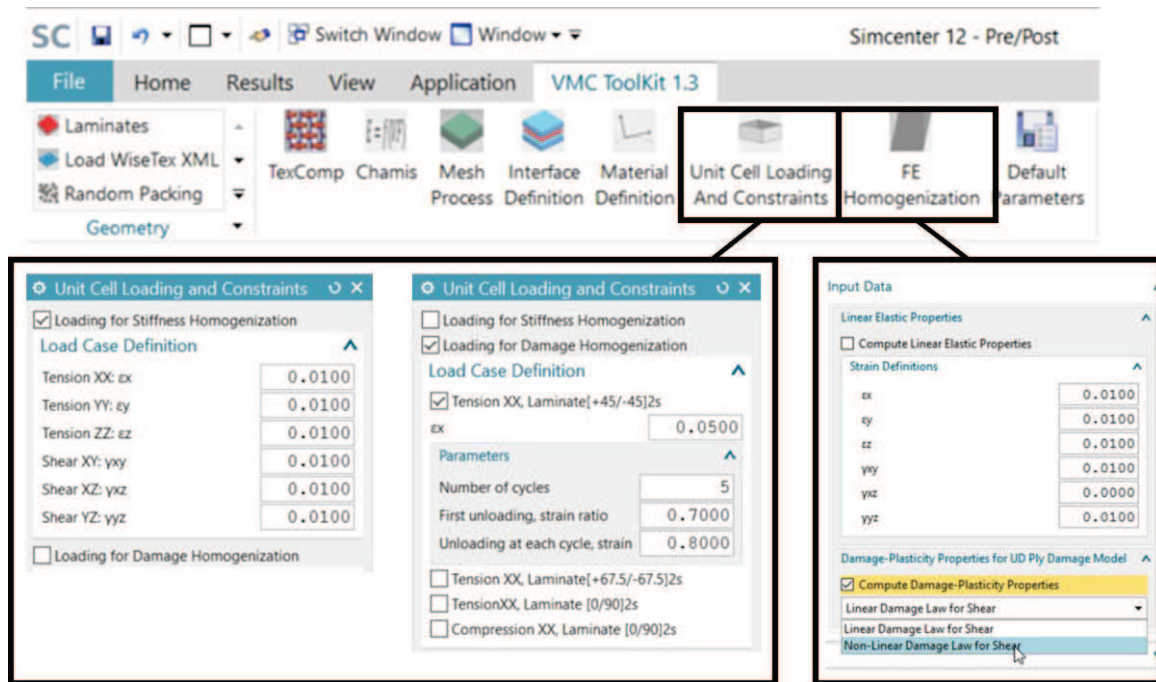 SC Switch Window Window Simcenter 12 - Pre/Post
File Home Results View Application VMC ToolKit 1.3
Laminates
Load WiseTex XML
Random Packing
Geometry
TexComp Chamis Mesh Process Interface Definition Material Definition Unit Cell Loading And Constraints FE Homogenization Default Parameters
Unit Cell Loading and Constraints
Loading for Stiffness Homogenization
Load Case Definition
Tension XX: εx 0.0100
Tension YY: εy 0.0100
Tension ZZ: εz 0.0100
Shear XY: γxy 0.0100
Shear XZ: γxz 0.0100
Shear YZ: γyz 0.0100
Loading for Damage Homogenization
Unit Cell Loading and Constraints
Loading for Stiffness Homogenization
Loading for Damage Homogenization
Load Case Definition
Tension XX, Laminate[+45/-45]2s
εx 0.0500
Parameters
Number of cycles 5
First unloading, strain ratio 0.7000
Unloading at each cycle, strain 0.8000
Tension XX, Laminate[+67.5/-67.5]2s
TensionXX, Laminate [0/90]2s
Compression XX, Laminate [0/90]2s
Input Data
Linear Elastic Properties
Compute Linear Elastic Properties
Strain Definitions
εx 0.0100
εy 0.0100
εz 0.0100
γxy 0.0100
γxz 0.0000
γyz 0.0100
Damage-Plasticity Properties for UD Ply Damage Model
Compute Damage-Plasticity Properties
Linear Damage Law for Shear
Linear Damage Law for Shear
Non-Linear Damage Law for Shear